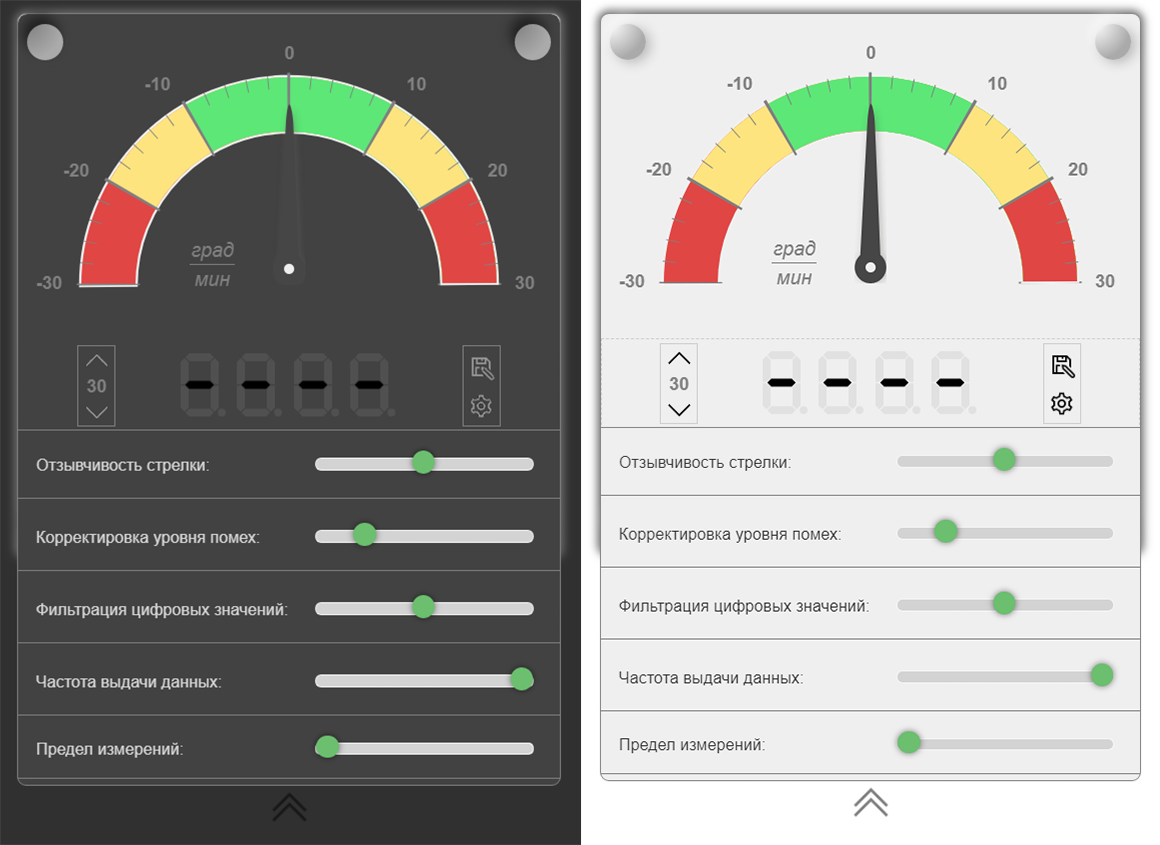 0
-10
10
-20
20
град
мин
-30
30
30
- - - -
Отзывчивость стрелки:
Корректировка уровня помех:
Фильтрация цифровых значений:
Частота выдачи данных:
Предел измерений:
0
-10
10
-20
20
град
мин
-30
30
30
- - - -
Отзывчивость стрелки:
Корректировка уровня помех:
Фильтрация цифровых значений:
Частота выдачи данных:
Предел измерений: